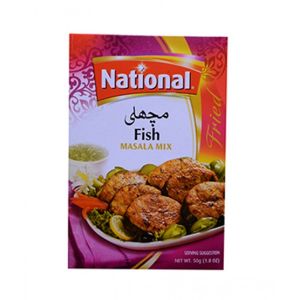 National
مچھلی
Fish
MASALA MIX
Fried
SERVING SUGGESTION
NET WT. 50g (1.8 OZ)